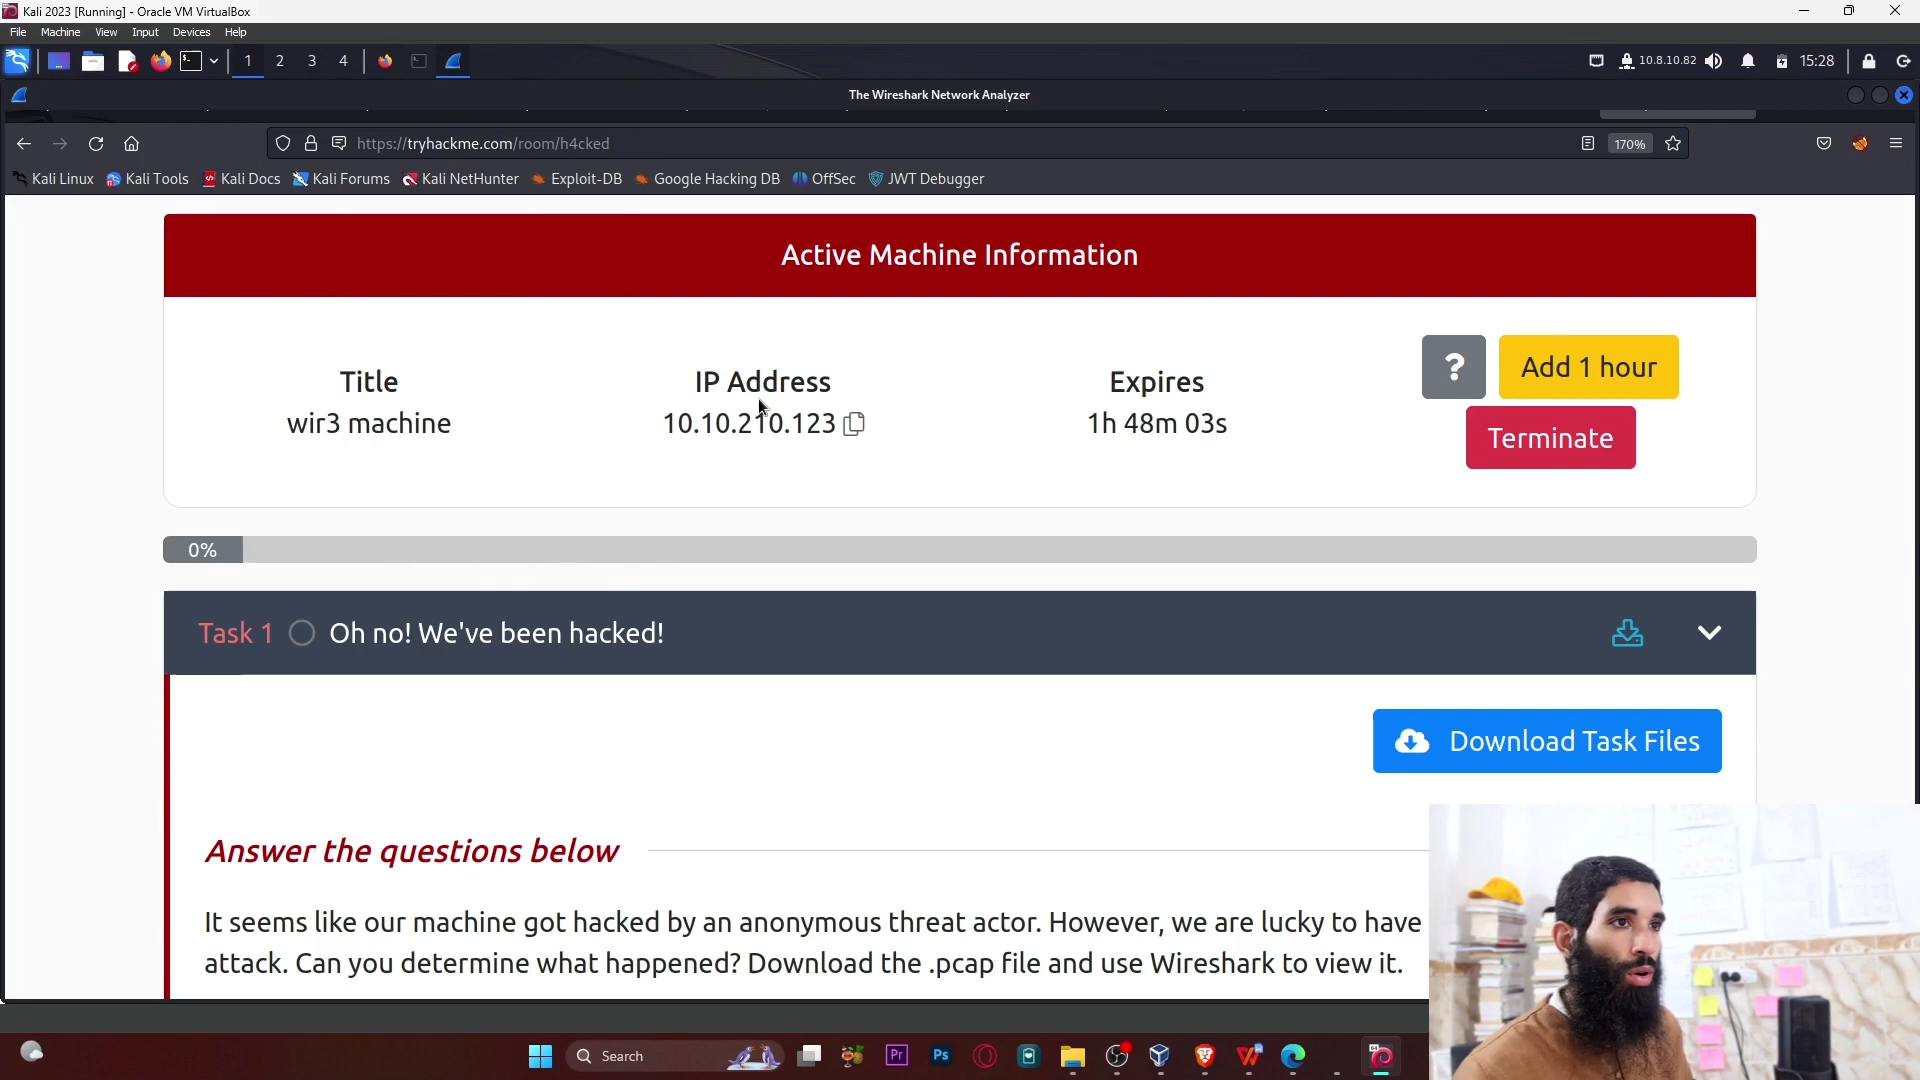 Kali 2023 [Running] - Oracle VM VirtualBox
File Machine View Input Devices Help
1 2 3 4 10.8.10.82 15:28
The Wireshark Network Analyzer
https://tryhackme.com/room/h4cked 170%
Kali Linux Kali Tools Kali Docs Kali Forums Kali NetHunter Exploit-DB Google Hacking DB OffSec JWT Debugger
Active Machine Information
Title IP Address Expires ? Add 1 hour
wir3 machine 10.10.210.123 1h 48m 03s Terminate
0%
Task 1 Oh no! We've been hacked!
Download Task Files
Answer the questions below
It seems like our machine got hacked by an anonymous threat actor. However, we are lucky to have
attack. Can you determine what happened? Download the .pcap file and use Wireshark to view it.
Search Pr Ps